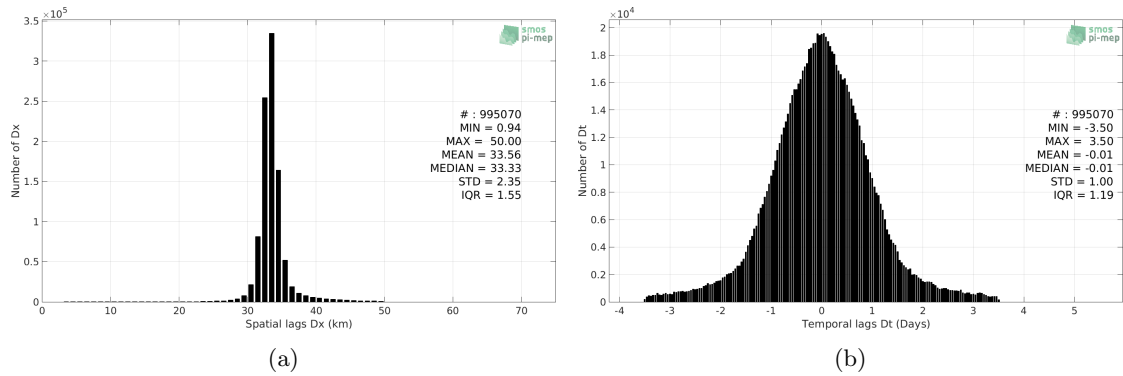 ×10^5
3.5
3
2.5
2
1.5
1
0.5
0
0 10 20 30 40 50 60 70
Number of Dx
Spatial lags Dx (km)
smos
pi-mep
# : 995070
MIN = 0.94
MAX = 50.00
MEAN = 33.56
MEDIAN = 33.33
STD = 2.35
IQR = 1.55
(a)
×10^4
2
1.8
1.6
1.4
1.2
1
0.8
0.6
0.4
0.2
0
-4 -3 -2 -1 0 1 2 3 4 5
Number of Dt
Temporal lags Dt (Days)
smos
pi-mep
# : 995070
MIN = -3.50
MAX = 3.50
MEAN = -0.01
MEDIAN = -0.01
STD = 1.00
IQR = 1.19
(b)